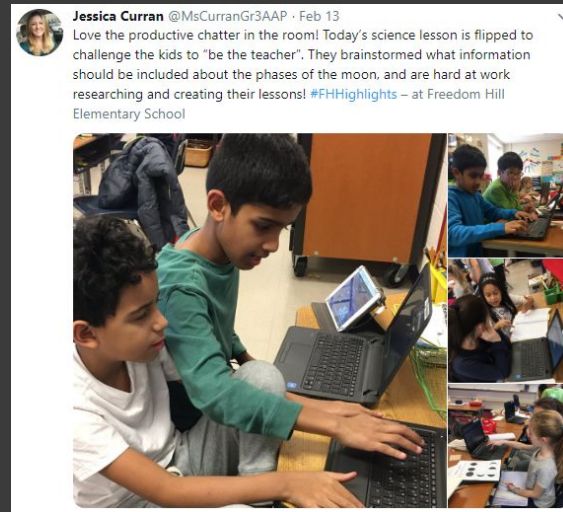 Jessica Curran @MsCurranGr3AAP · Feb 13
Love the productive chatter in the room! Today's science lesson is flipped to
challenge the kids to "be the teacher". They brainstormed what information
should be included about the phases of the moon, and are hard at work
researching and creating their lessons! #FHHighlights – at Freedom Hill
Elementary School